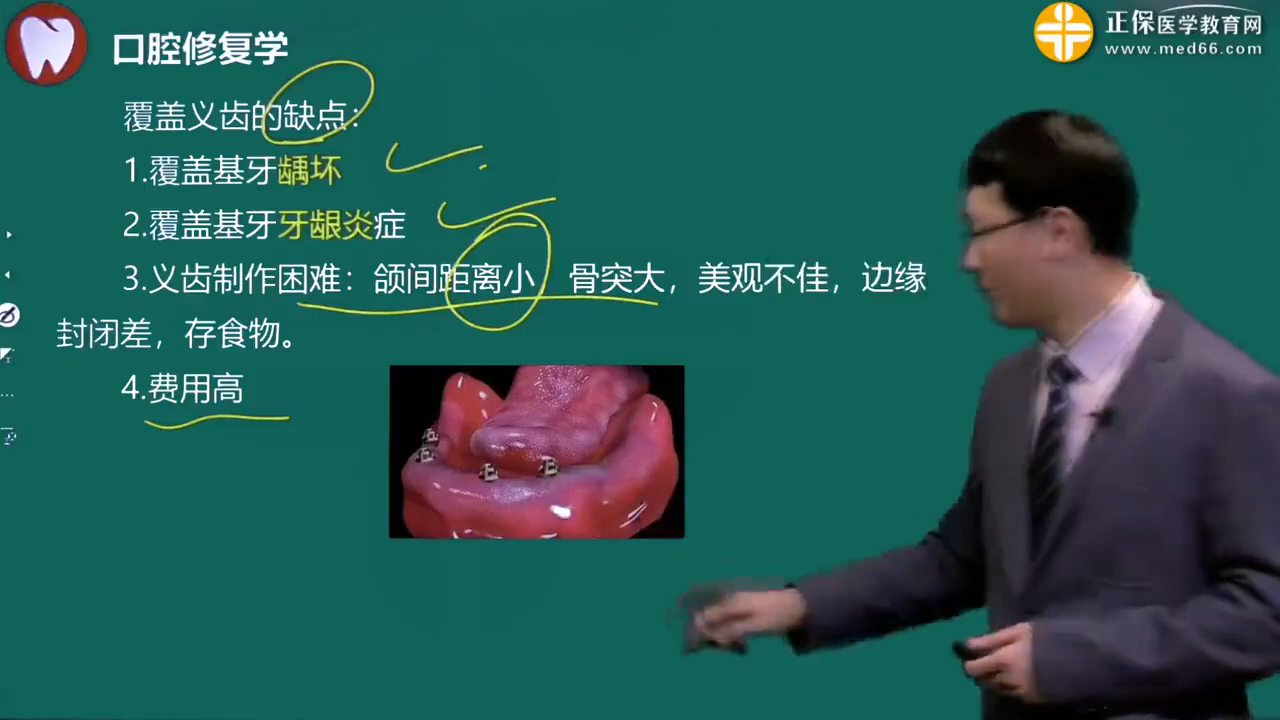 口腔修复学
正保医学教育网
www.med66.com
覆盖义齿的缺点：
1.覆盖基牙龋坏
2.覆盖基牙牙龈炎症
3.义齿制作困难：颌间距离小 骨突大，美观不佳，边缘
封闭差，存食物。
4.费用高